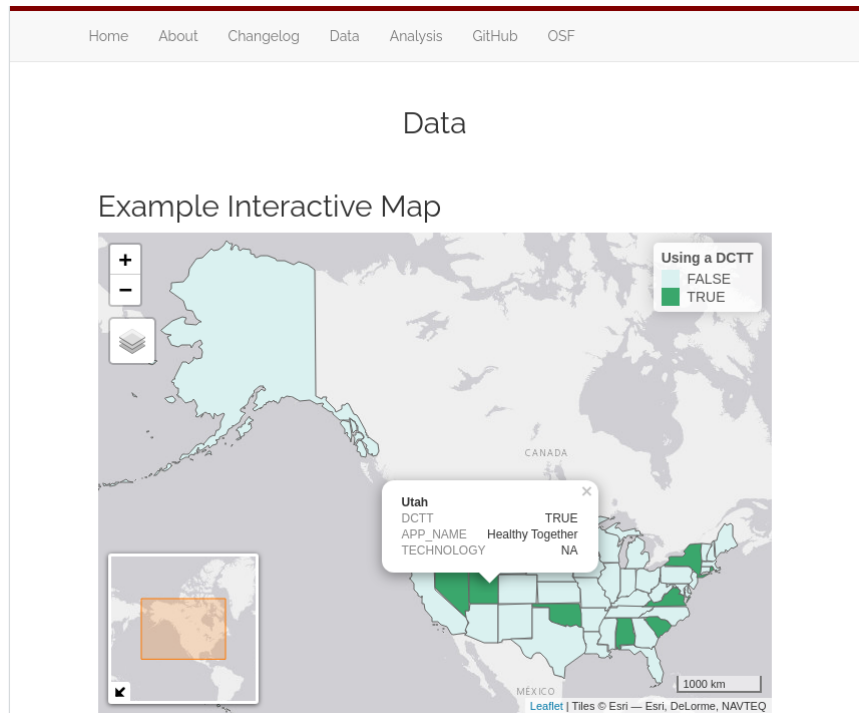 Home About Changelog Data Analysis GitHub OSF
Data
Example Interactive Map
+
−
Using a DCTT
FALSE
TRUE
CANADA
×
Utah
DCTT TRUE
APP_NAME Healthy Together
TECHNOLOGY NA
MÉXICO
1000 km
Leaflet | Tiles © Esri — Esri, DeLorme, NAVTEQ